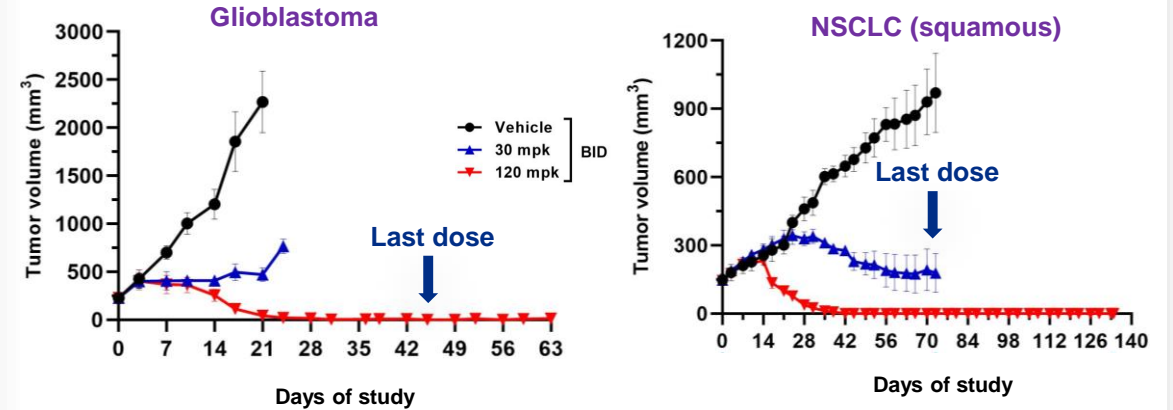 Glioblastoma
Tumor volume (mm³)
3000
2500
2000
1500
1000
500
0
0 7 14 21 28 35 42 49 56 63
Days of study
Vehicle
30 mpk
120 mpk
BID
Last dose
NSCLC (squamous)
Tumor volume (mm³)
1200
900
600
300
0
0 14 28 42 56 70 84 98 112 126 140
Days of study
Last dose